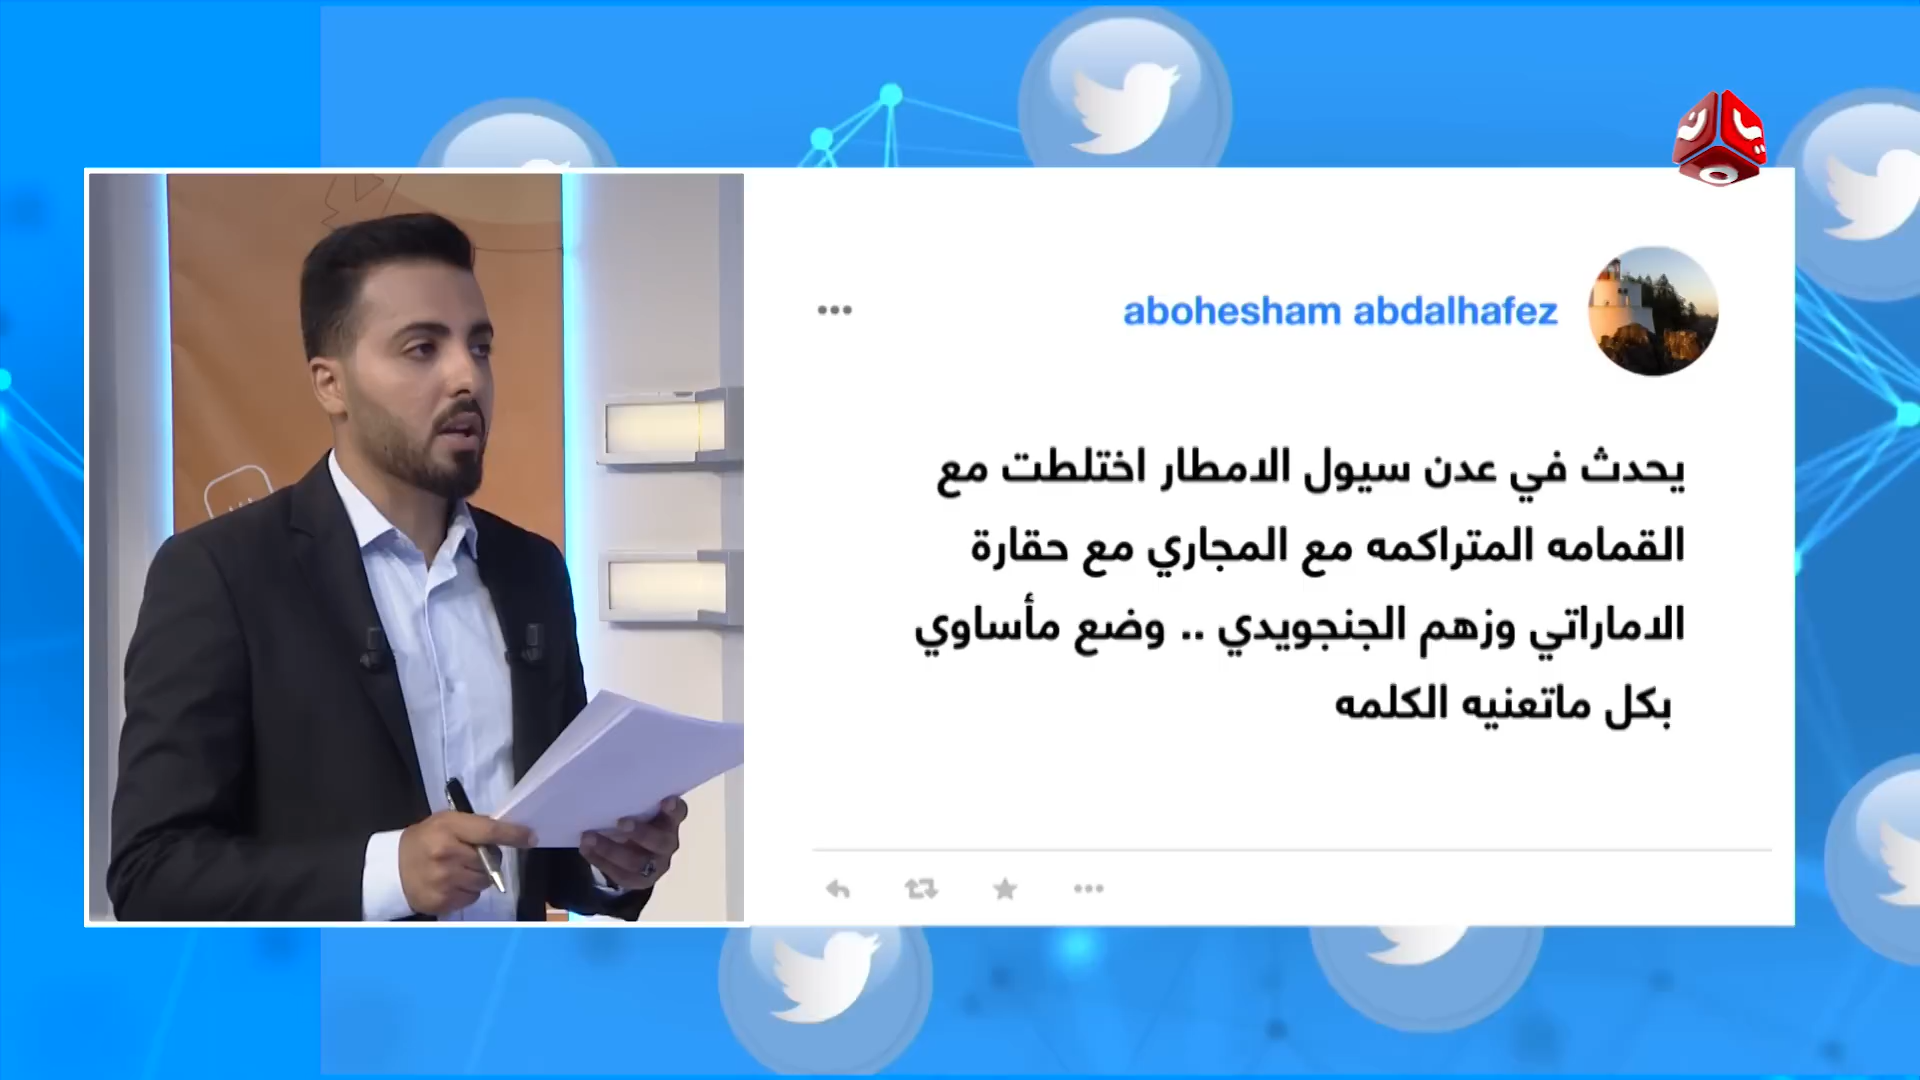 abohesham abdalhafez
يحدث في عدن سيول الامطار اختلطت مع
القمامه المتراكمه مع المجاري مع حقارة
الاماراتي وزهم الجنجويدي .. وضع مأساوي
بكل ماتعنيه الكلمه